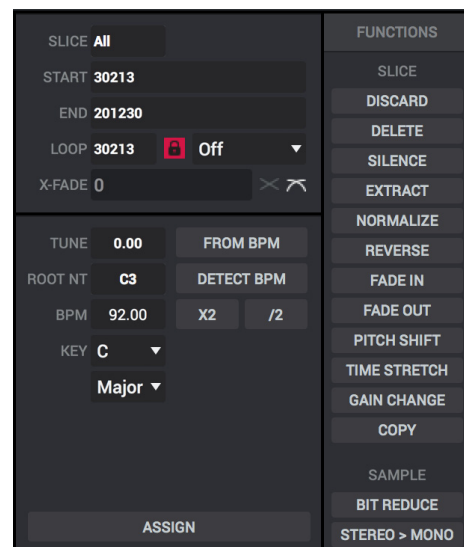 SLICE All
START 30213
END 201230
LOOP 30213 Off
X-FADE 0
TUNE 0.00 FROM BPM
ROOT NT C3 DETECT BPM
BPM 92.00 X2 /2
KEY C
Major
ASSIGN
FUNCTIONS
SLICE
DISCARD
DELETE
SILENCE
EXTRACT
NORMALIZE
REVERSE
FADE IN
FADE OUT
PITCH SHIFT
TIME STRETCH
GAIN CHANGE
COPY
SAMPLE
BIT REDUCE
STEREO > MONO